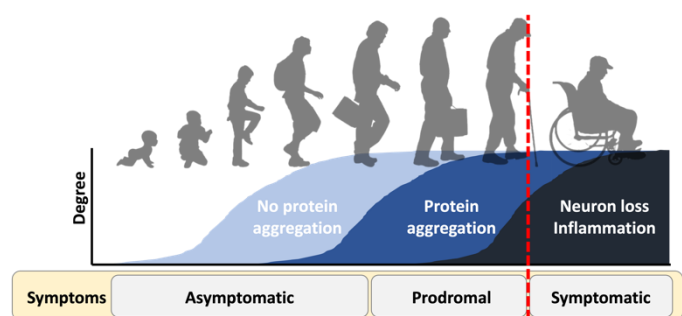 Degree
No protein
aggregation
Protein
aggregation
Neuron loss
Inflammation
Symptoms
Asymptomatic
Prodromal
Symptomatic